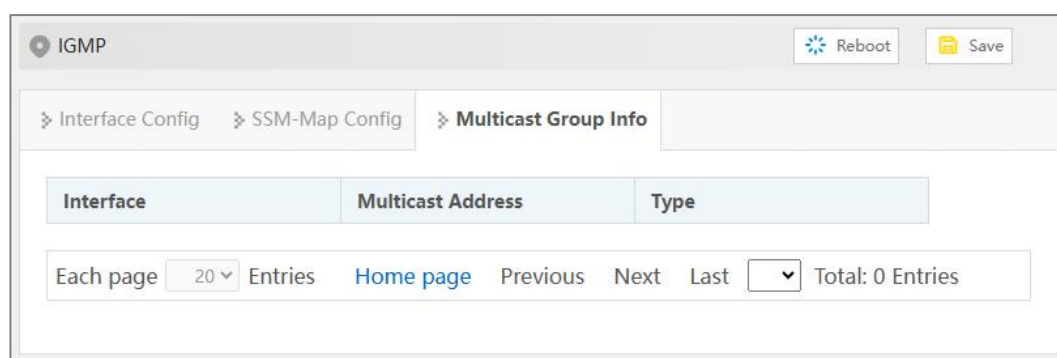 IGMP Reboot Save
Interface Config SSM-Map Config Multicast Group Info
Interface Multicast Address Type
Each page 20 Entries Home page Previous Next Last Total: 0 Entries